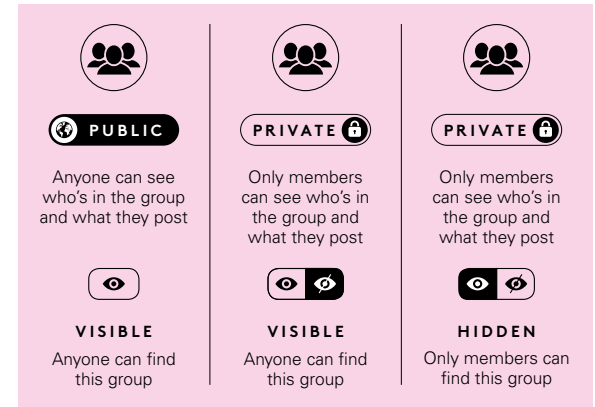 PUBLIC
Anyone can see
who's in the group
and what they post
VISIBLE
Anyone can find
this group
PRIVATE
Only members
can see who's in
the group and
what they post
VISIBLE
Anyone can find
this group
PRIVATE
Only members
can see who's in
the group and
what they post
HIDDEN
Only members can
find this group